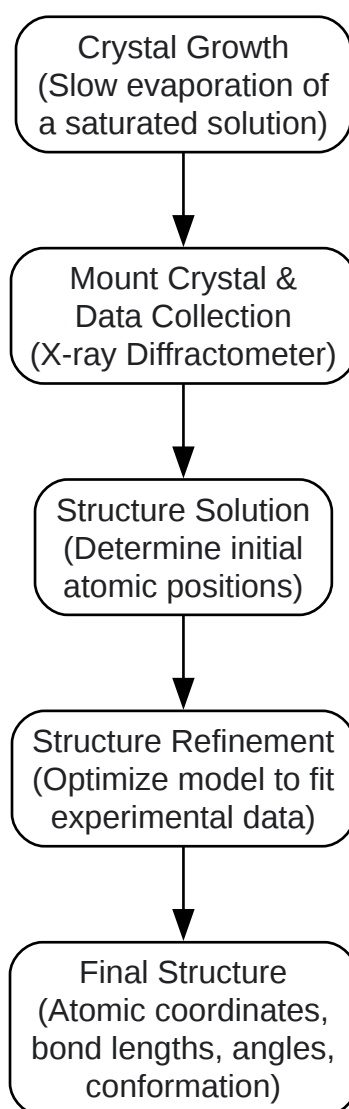 Crystal Growth
(Slow evaporation of
a saturated solution)
Mount Crystal &
Data Collection
(X-ray Diffractometer)
Structure Solution
(Determine initial
atomic positions)
Structure Refinement
(Optimize model to fit
experimental data)
Final Structure
(Atomic coordinates,
bond lengths, angles,
conformation)